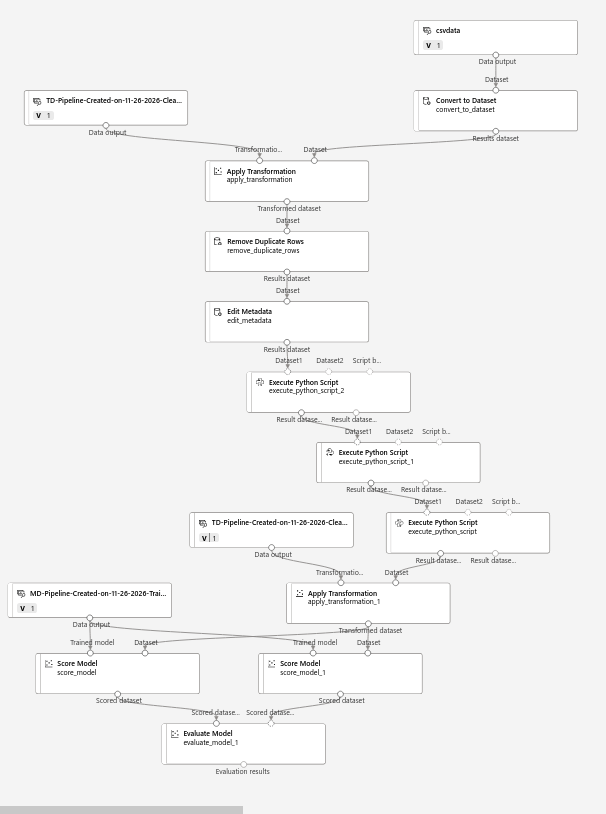 csvdata
V 1
Data output
Dataset
TD-Pipeline-Created-on-11-26-2026-Clea...
V 1
Data output
Convert to Dataset
convert_to_dataset
Results dataset
Transformatio...
Dataset
Apply Transformation
apply_transformation
Transformed dataset
Dataset
Remove Duplicate Rows
remove_duplicate_rows
Results dataset
Dataset
Edit Metadata
edit_metadata
Results dataset
Dataset1 Dataset2 Script b...
Execute Python Script
execute_python_script_2
Result datase... Result datase...
Dataset1 Dataset2 Script b...
Execute Python Script
execute_python_script_1
Result datase... Result datase...
Dataset1 Dataset2 Script b...
TD-Pipeline-Created-on-11-26-2026-Clea...
V 1
Data output
Execute Python Script
execute_python_script
Result datase... Result datase...
Transformatio...
Dataset
MD-Pipeline-Created-on-11-26-2026-Trai...
V 1
Data output
Apply Transformation
apply_transformation_1
Transformed dataset
Trained model Dataset
Trained model Dataset
Score Model
score_model
Scored dataset
Score Model
score_model_1
Scored dataset
Scored datase... Scored datase...
Evaluate Model
evaluate_model_1
Evaluation results